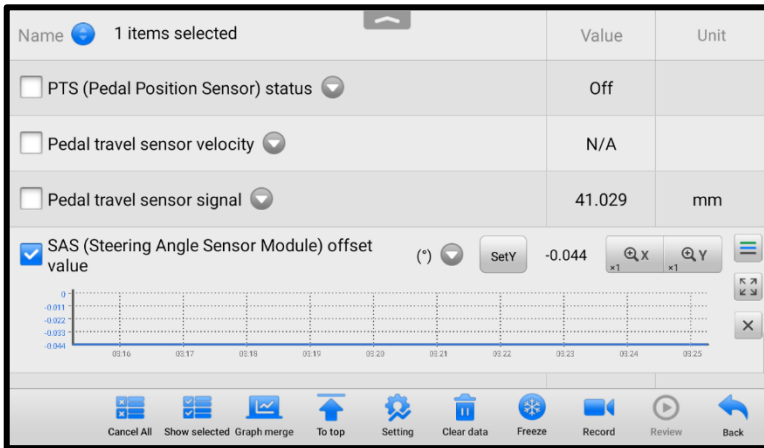 Name 1 items selected Value Unit
PTS (Pedal Position Sensor) status Off
Pedal travel sensor velocity N/A
Pedal travel sensor signal 41.029 mm
SAS (Steering Angle Sensor Module) offset
value (°) SetY -0.044 X ×1 Y ×1
0
-0.011
-0.022
-0.033
-0.044
03:16 03:17 03:18 03:19 03:20 03:21 03:22 03:23 03:24 03:25
Cancel All Show selected Graph merge To top Setting Clear data Freeze Record Review Back